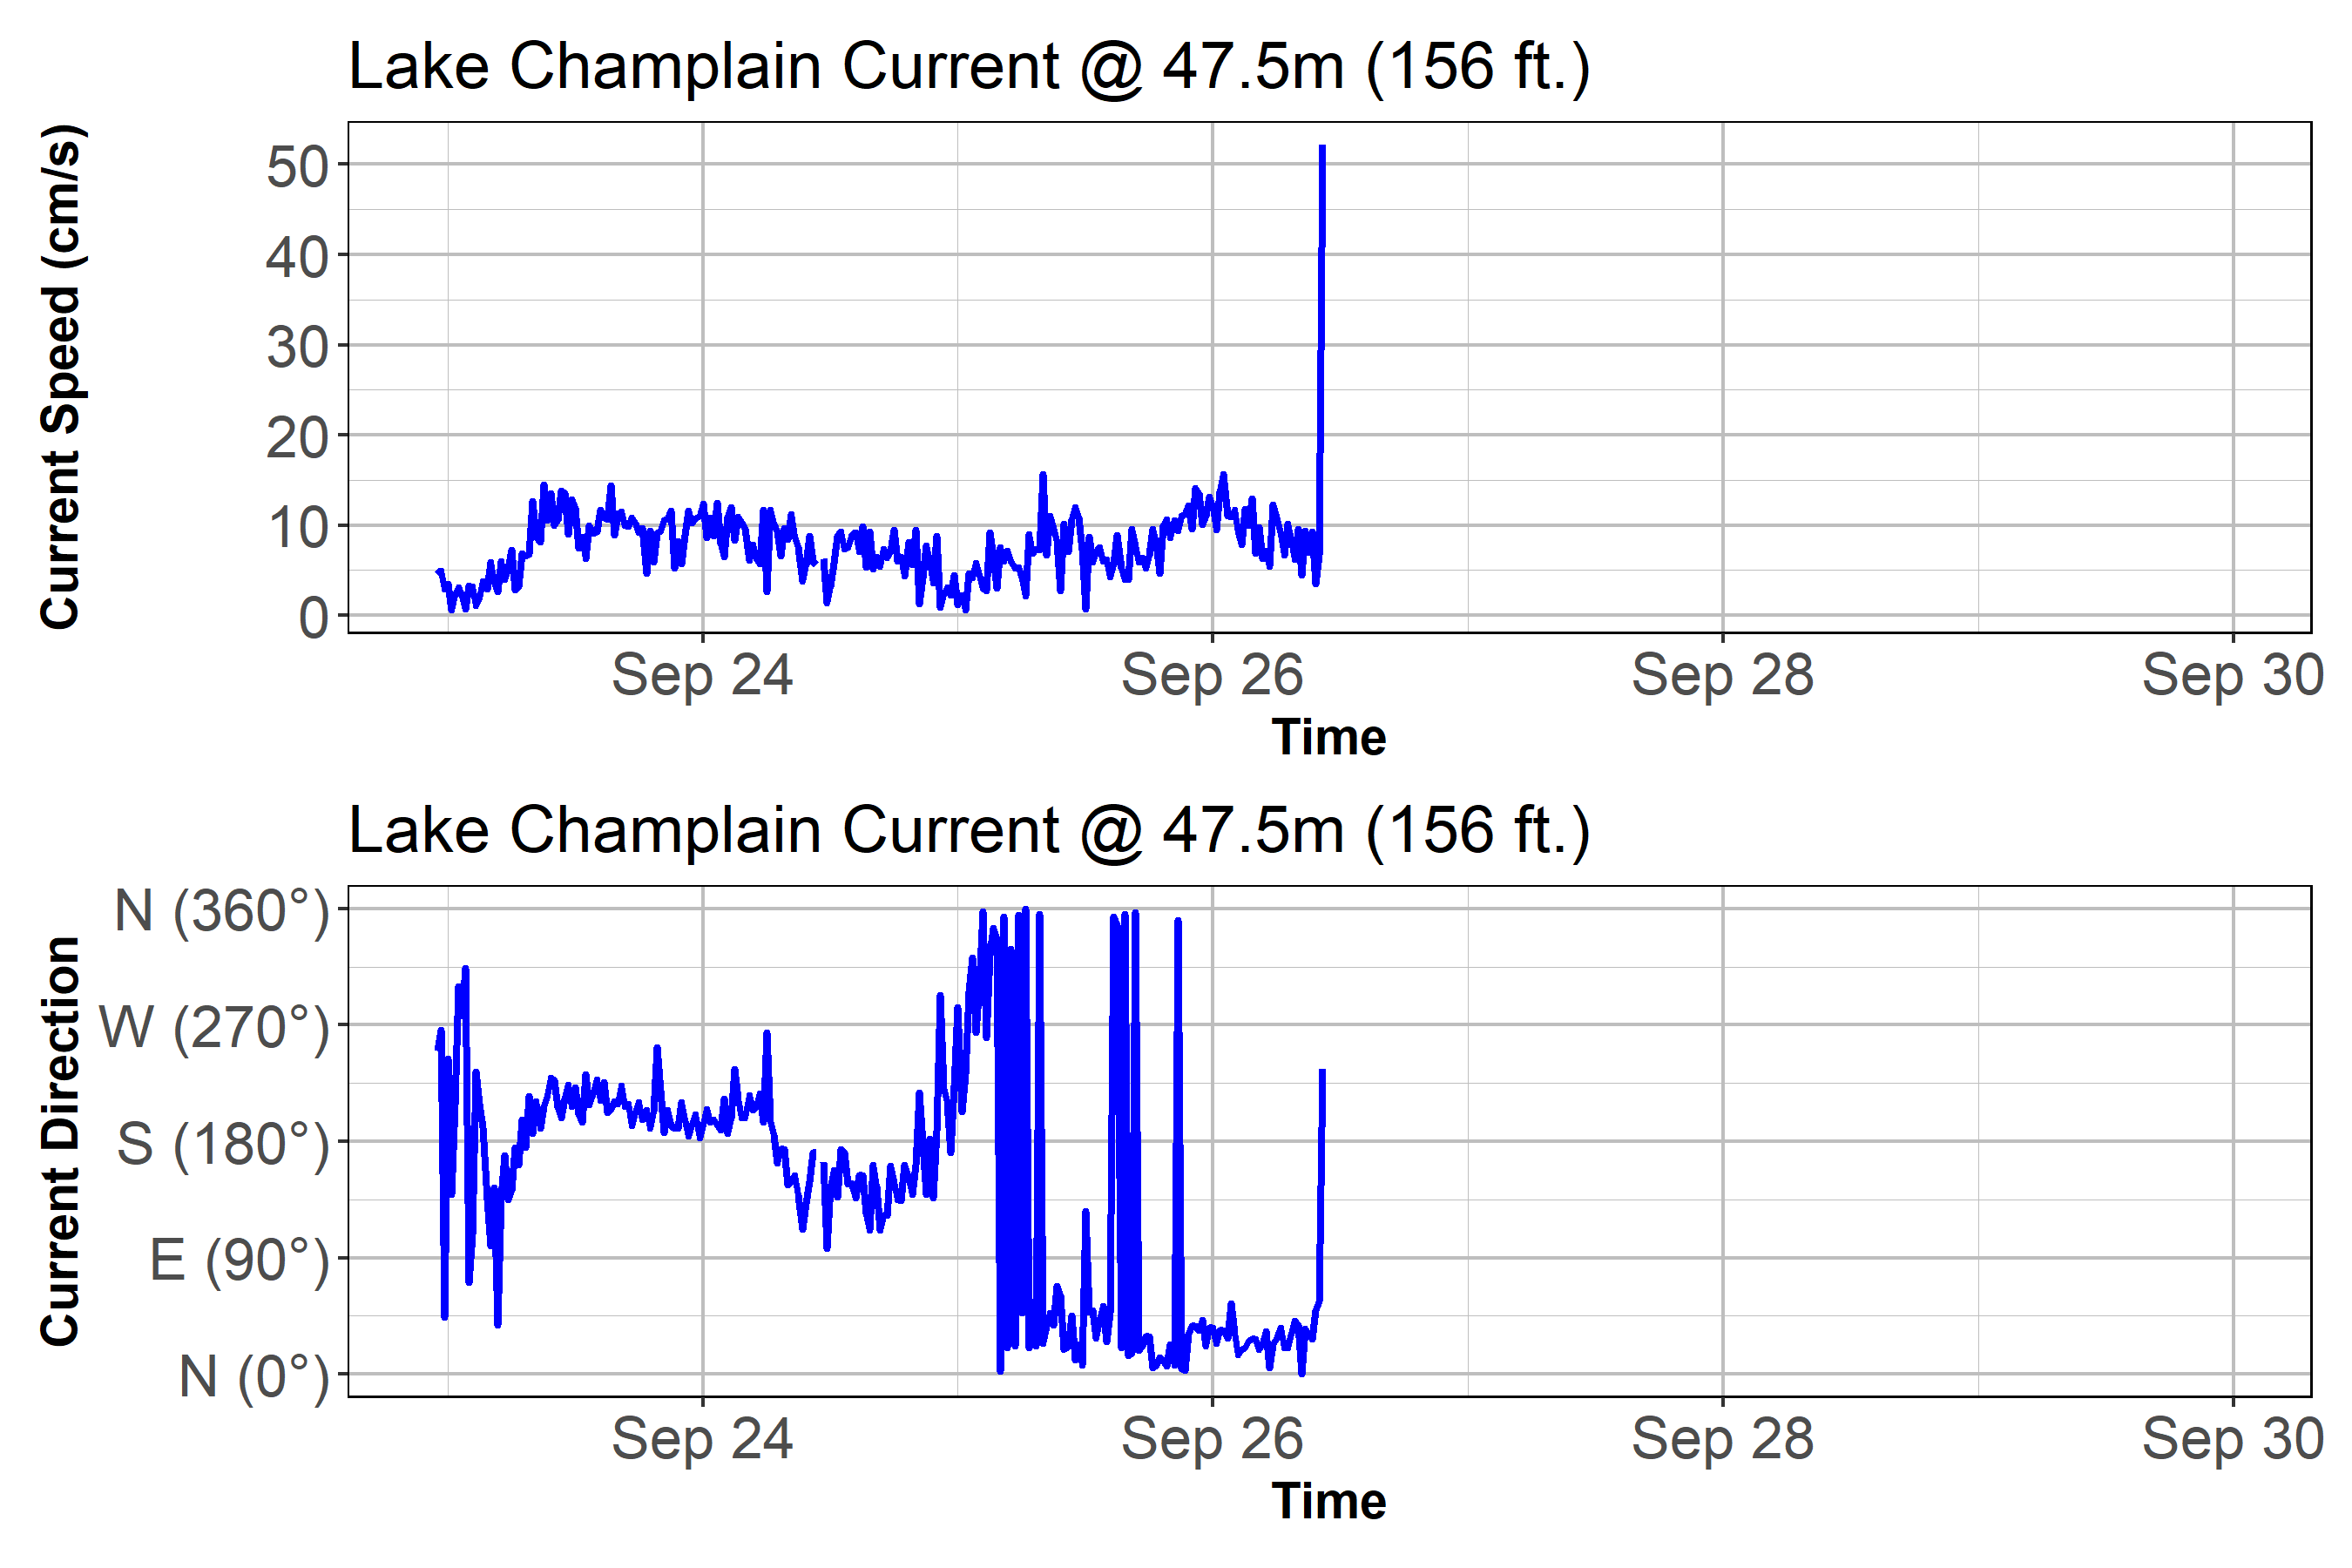 Lake Champlain Current @ 47.5m (156 ft.)
Current Speed (cm/s)
50
40
30
20
10
0
Sep 24 Sep 26 Sep 28 Sep 30
Time
Lake Champlain Current @ 47.5m (156 ft.)
Current Direction
N (360°)
W (270°)
S (180°)
E (90°)
N (0°)
Sep 24 Sep 26 Sep 28 Sep 30
Time